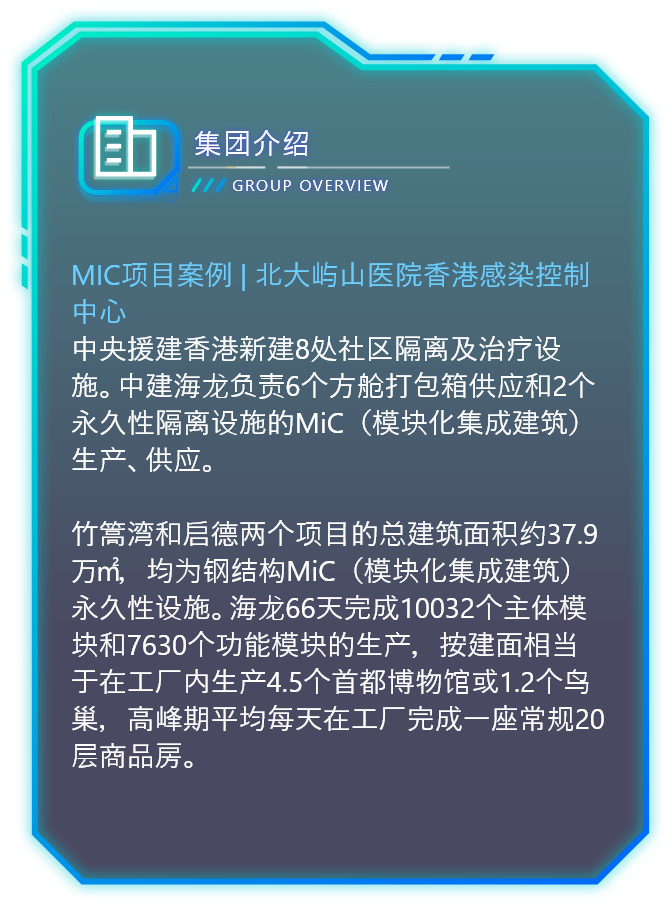 集团介绍
GROUP OVERVIEW
MIC项目案例 | 北大屿山医院香港感染控制
中心
中央援建香港新建8处社区隔离及治疗设
施。中建海龙负责6个方舱打包箱供应和2个
永久性隔离设施的MiC（模块化集成建筑）
生产、供应。
竹篙湾和启德两个项目的总建筑面积约37.9
万㎡，均为钢结构MiC（模块化集成建筑）
永久性设施。海龙66天完成10032个主体模
块和7630个功能模块的生产，按建面相当
于在工厂内生产4.5个首都博物馆或1.2个鸟
巢，高峰期平均每天在工厂完成一座常规20
层商品房。